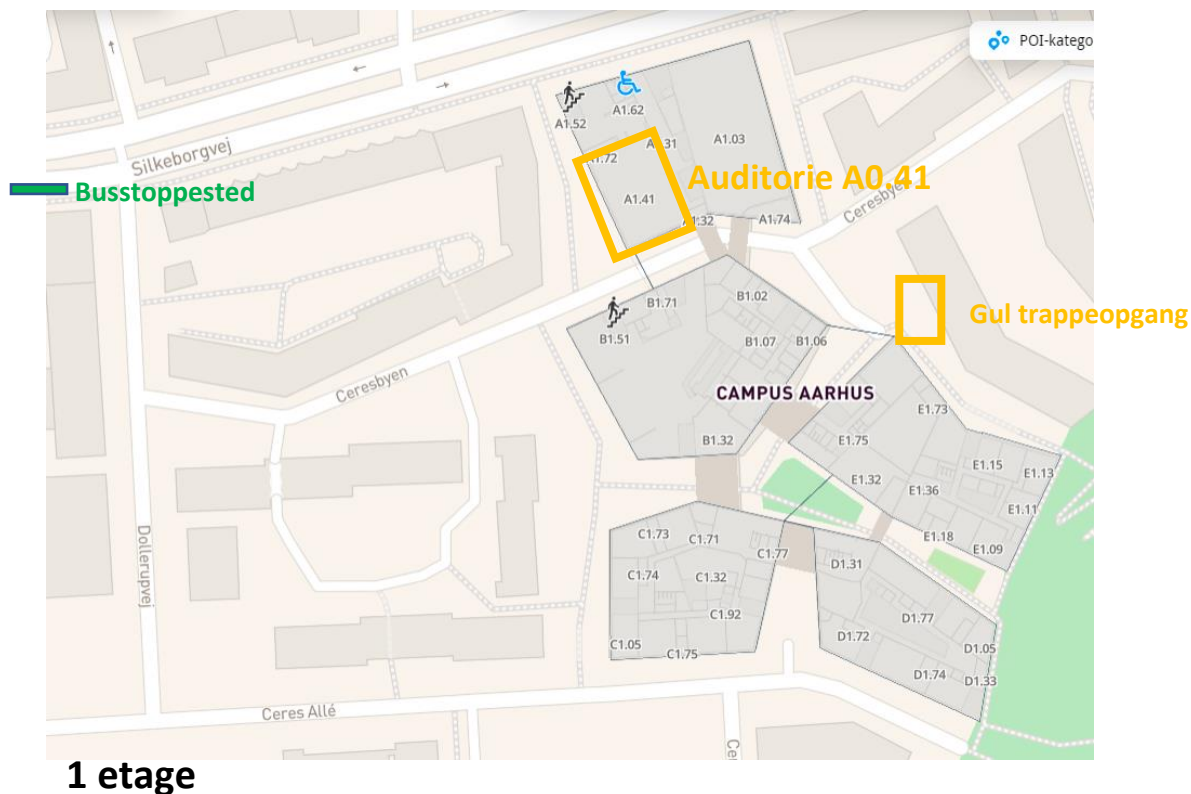 POI-katego
A1.62
A1.52
A1.03
A1.31
A1.72
Silkeborgvej
Auditorie A0.41
Busstoppested
A1.41
Ceresbyen
A1.32
A1.74
B1.02
B1.71
Gul trappeopgang
B1.51
B1.07
B1.06
Ceresbyen
CAMPUS AARHUS
E1.73
B1.32
E1.75
E1.15
E1.13
E1.32
E1.36
E1.11
Dollerupvej
C1.73
C1.71
E1.18
E1.09
C1.77
D1.31
C1.74
C1.32
C1.92
D1.77
D1.72
C1.05
C1.75
D1.05
D1.74
D1.33
Ceres Allé
Ce
1 etage